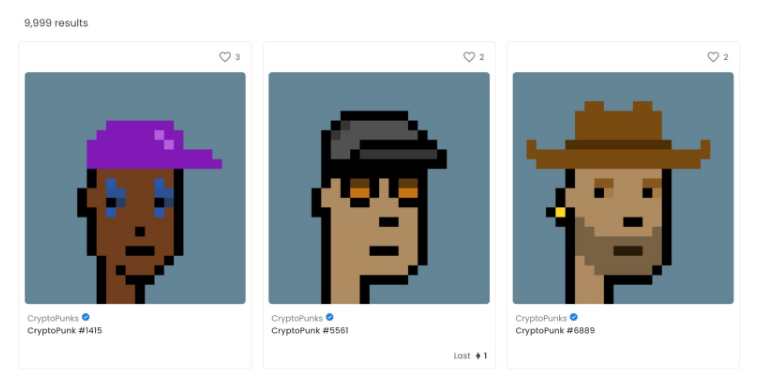 9,999 results
3
2
2
CryptoPunks
CryptoPunk #1415
CryptoPunks
CryptoPunk #5561
Last 1
CryptoPunks
CryptoPunk #6889